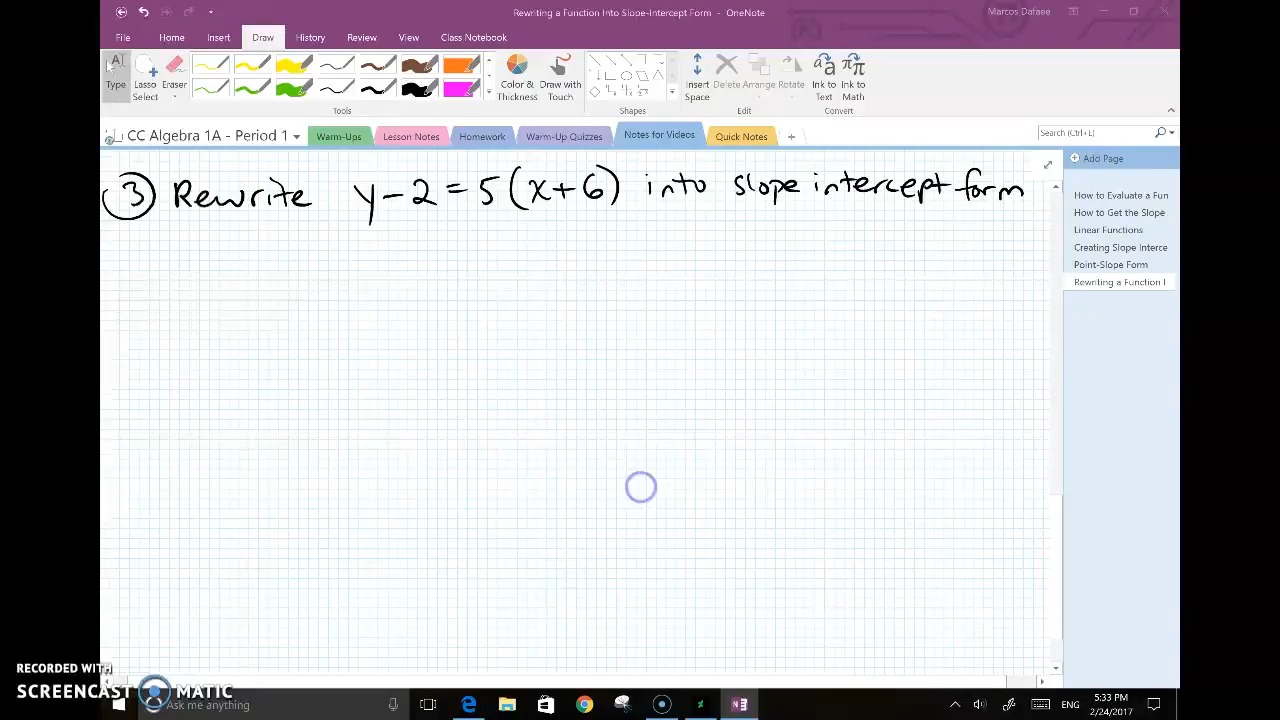 Rewriting a Function Into Slope-Intercept Form - OneNote
Marcos Dafaee
File Home Insert Draw History Review View Class Notebook
Type
Lasso Select
Eraser
Color & Thickness
Draw with Touch
Insert Space
Delete
Arrange
Rotate
Ink to Text
Ink to Math
Tools
Shapes
Edit
Convert
CC Algebra 1A - Period 1
Warm-Ups
Lesson Notes
Homework
Warm-Up Quizzes
Notes for Videos
Quick Notes
Search (Ctrl+E)
Add Page
③ Rewrite y-2=5(x+6) into slope intercept form
How to Evaluate a Fun
How to Get the Slope
Linear Functions
Creating Slope Interce
Point-Slope Form
Rewriting a Function I
RECORDED WITH
SCREENCAST MATIC
Ask me anything
ENG
5:33 PM
2/24/2017